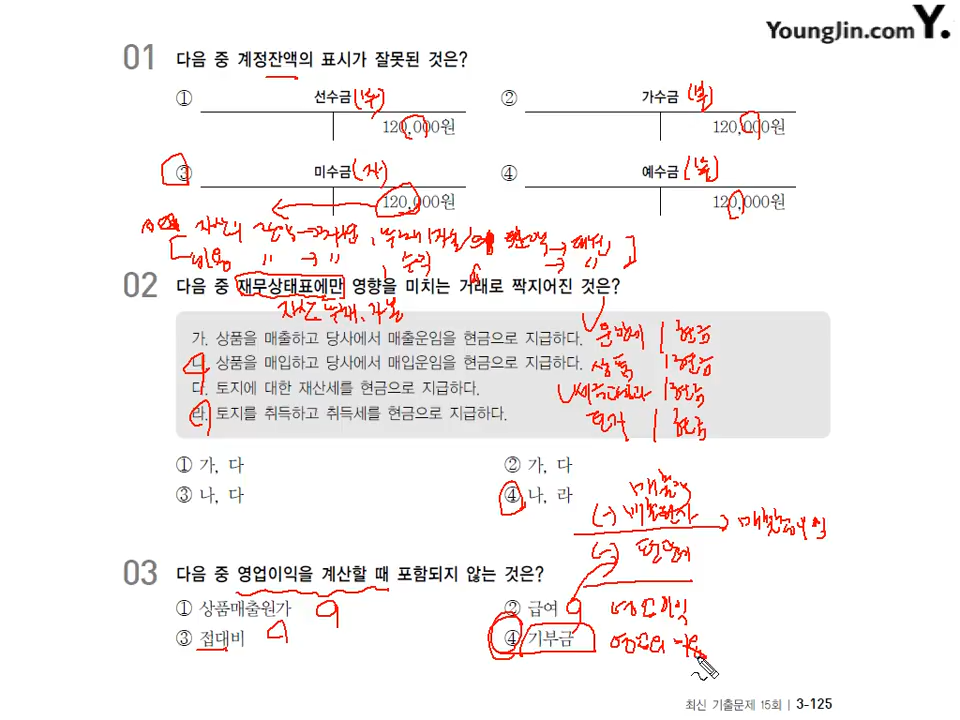 YoungJin.com Y.
01 다음 중 계정잔액의 표시가 잘못된 것은?
① 선수금 (부) ② 가수금 (부)
120,000원 120,000원
③ 미수금 (자) ④ 예수금 (부)
120,000원 120,000원
02 다음 중 재무상태표에만 영향을 미치는 거래로 짝지어진 것은?
자산, 부채, 자본
가. 상품을 매출하고 당사에서 매출운임을 현금으로 지급하다. 운반비 | 현금
나. 상품을 매입하고 당사에서 매입운임을 현금으로 지급하다. 상품 | 현금
다. 토지에 대한 재산세를 현금으로 지급하다. 세금과공과 | 현금
라. 토지를 취득하고 취득세를 현금으로 지급하다. 토지 | 현금
① 가, 다 ② 가, 다
③ 나, 다 ④ 나, 라
매출액
(-) 매출원가 매출총이익
(-) 판관비
03 다음 중 영업이익을 계산할 때 포함되지 않는 것은?
① 상품매출원가 ② 급여 영업이익
③ 접대비 ④ 기부금 영업외 비용
최신 기출문제 15회 | 3-125